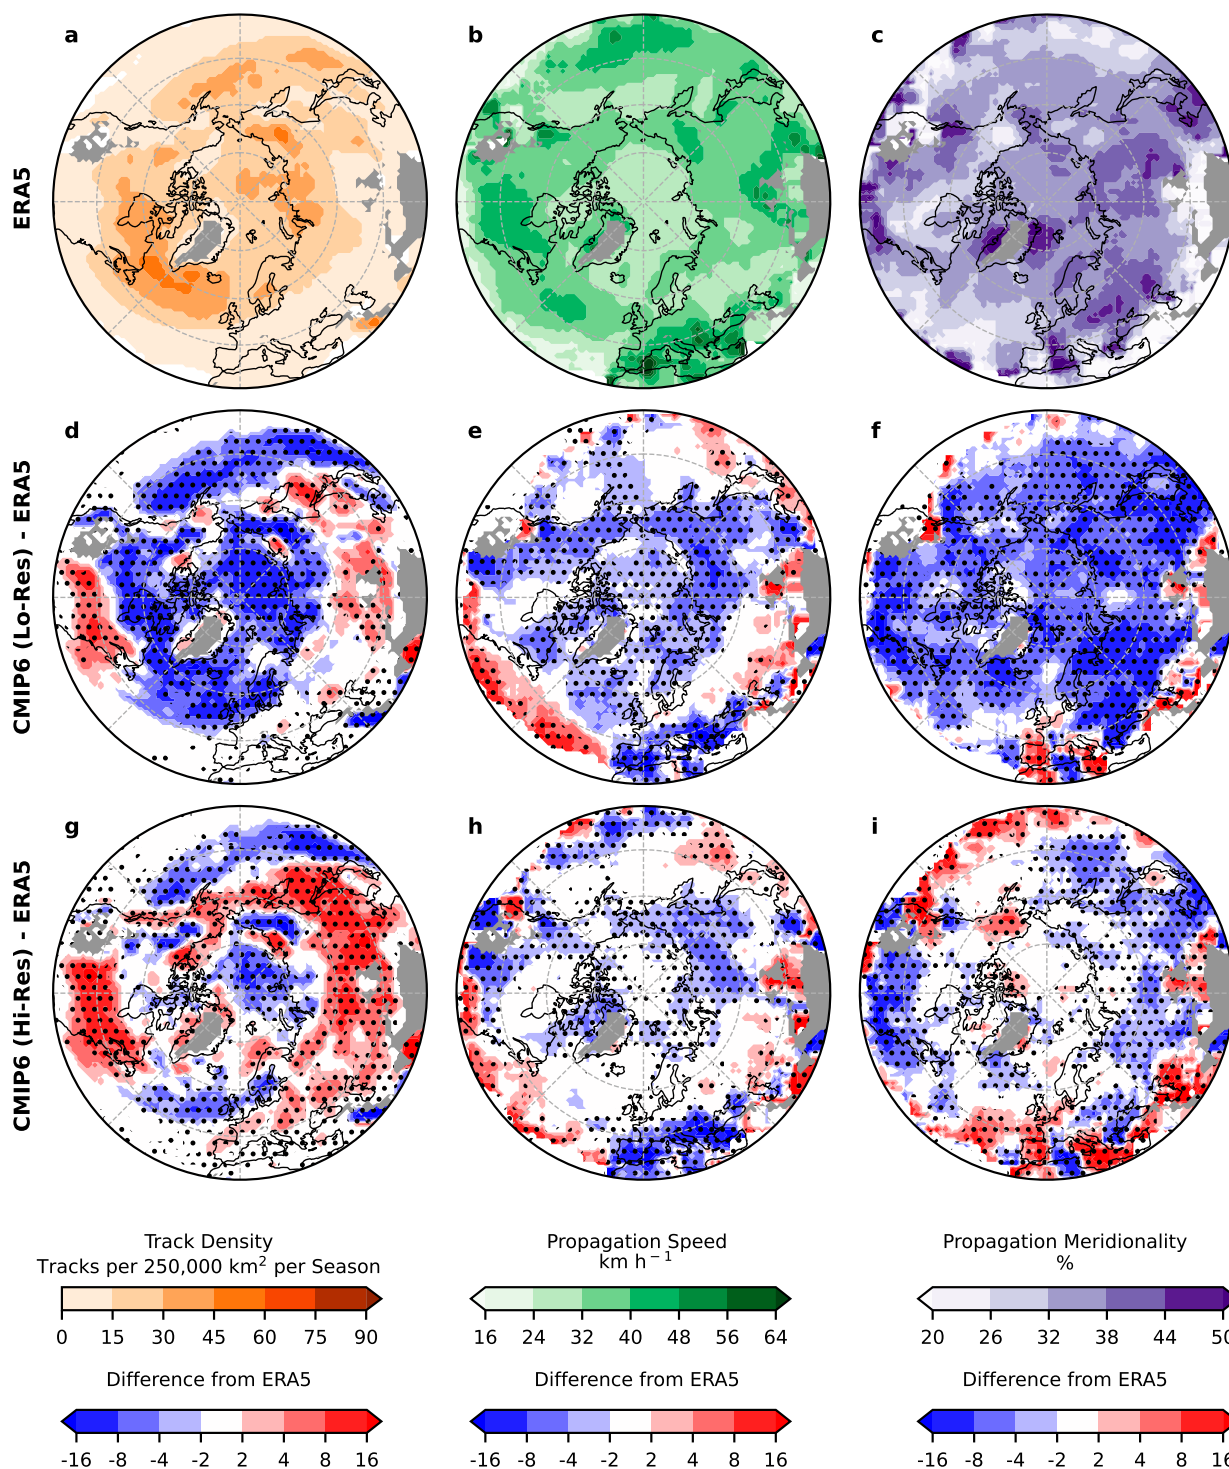 a
b
c
ERA5
d
e
f
CMIP6 (Lo-Res) - ERA5
g
h
i
CMIP6 (Hi-Res) - ERA5
Track Density
Tracks per 250,000 km² per Season
0 15 30 45 60 75 90
Propagation Speed
km h⁻¹
16 24 32 40 48 56 64
Propagation Meridionality
%
20 26 32 38 44 50
Difference from ERA5
-16 -8 -4 -2 2 4 8 16
Difference from ERA5
-16 -8 -4 -2 2 4 8 16
Difference from ERA5
-16 -8 -4 -2 2 4 8 16